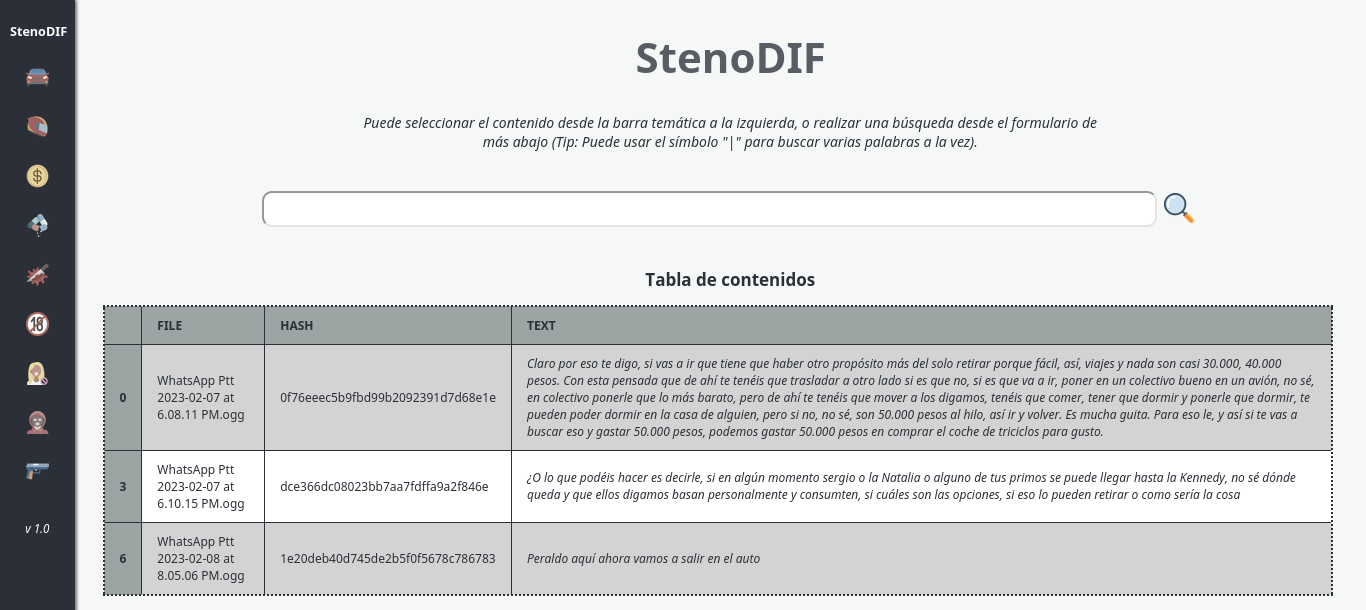 StenoDIF
StenoDIF
Puede seleccionar el contenido desde la barra temática a la izquierda, o realizar una búsqueda desde el formulario de
más abajo (Tip: Puede usar el símbolo "|" para buscar varias palabras a la vez).
Tabla de contenidos
FILE HASH TEXT
0
WhatsApp Ptt
2023-02-07 at
6.08.11 PM.ogg
0f76eeec5b9fbd99b2092391d7d68e1e
Claro por eso te digo, si vas a ir que tiene que haber otro propósito más del solo retirar porque fácil, así, viajes y nada son casi 30.000, 40.000
pesos. Con esta pensada que de ahí te tenéis que trasladar a otro lado si es que no, si es que va a ir, poner en un colectivo bueno en un avión, no sé,
en colectivo ponerle que lo más barato, pero de ahí te tenéis que mover a los digamos, tenéis que comer, tener que dormir y ponerle que dormir, te
pueden poder dormir en la casa de alguien, pero si no, no sé, son 50.000 pesos al hilo, así ir y volver. Es mucha guita. Para eso le, y así si te vas a
buscar eso y gastar 50.000 pesos, podemos gastar 50.000 pesos en comprar el coche de triciclos para gusto.
3
WhatsApp Ptt
2023-02-07 at
6.10.15 PM.ogg
dce366dc08023bb7aa7fdffa9a2f846e
¿O lo que podéis hacer es decirle, si en algún momento sergio o la Natalia o alguno de tus primos se puede llegar hasta la Kennedy, no sé dónde
queda y que ellos digamos basan personalmente y consumten, si cuáles son las opciones, si eso lo pueden retirar o como sería la cosa
6
WhatsApp Ptt
2023-02-08 at
8.05.06 PM.ogg
1e20deb40d745de2b5f0f5678c786783
Peraldo aquí ahora vamos a salir en el auto
18
v 1.0